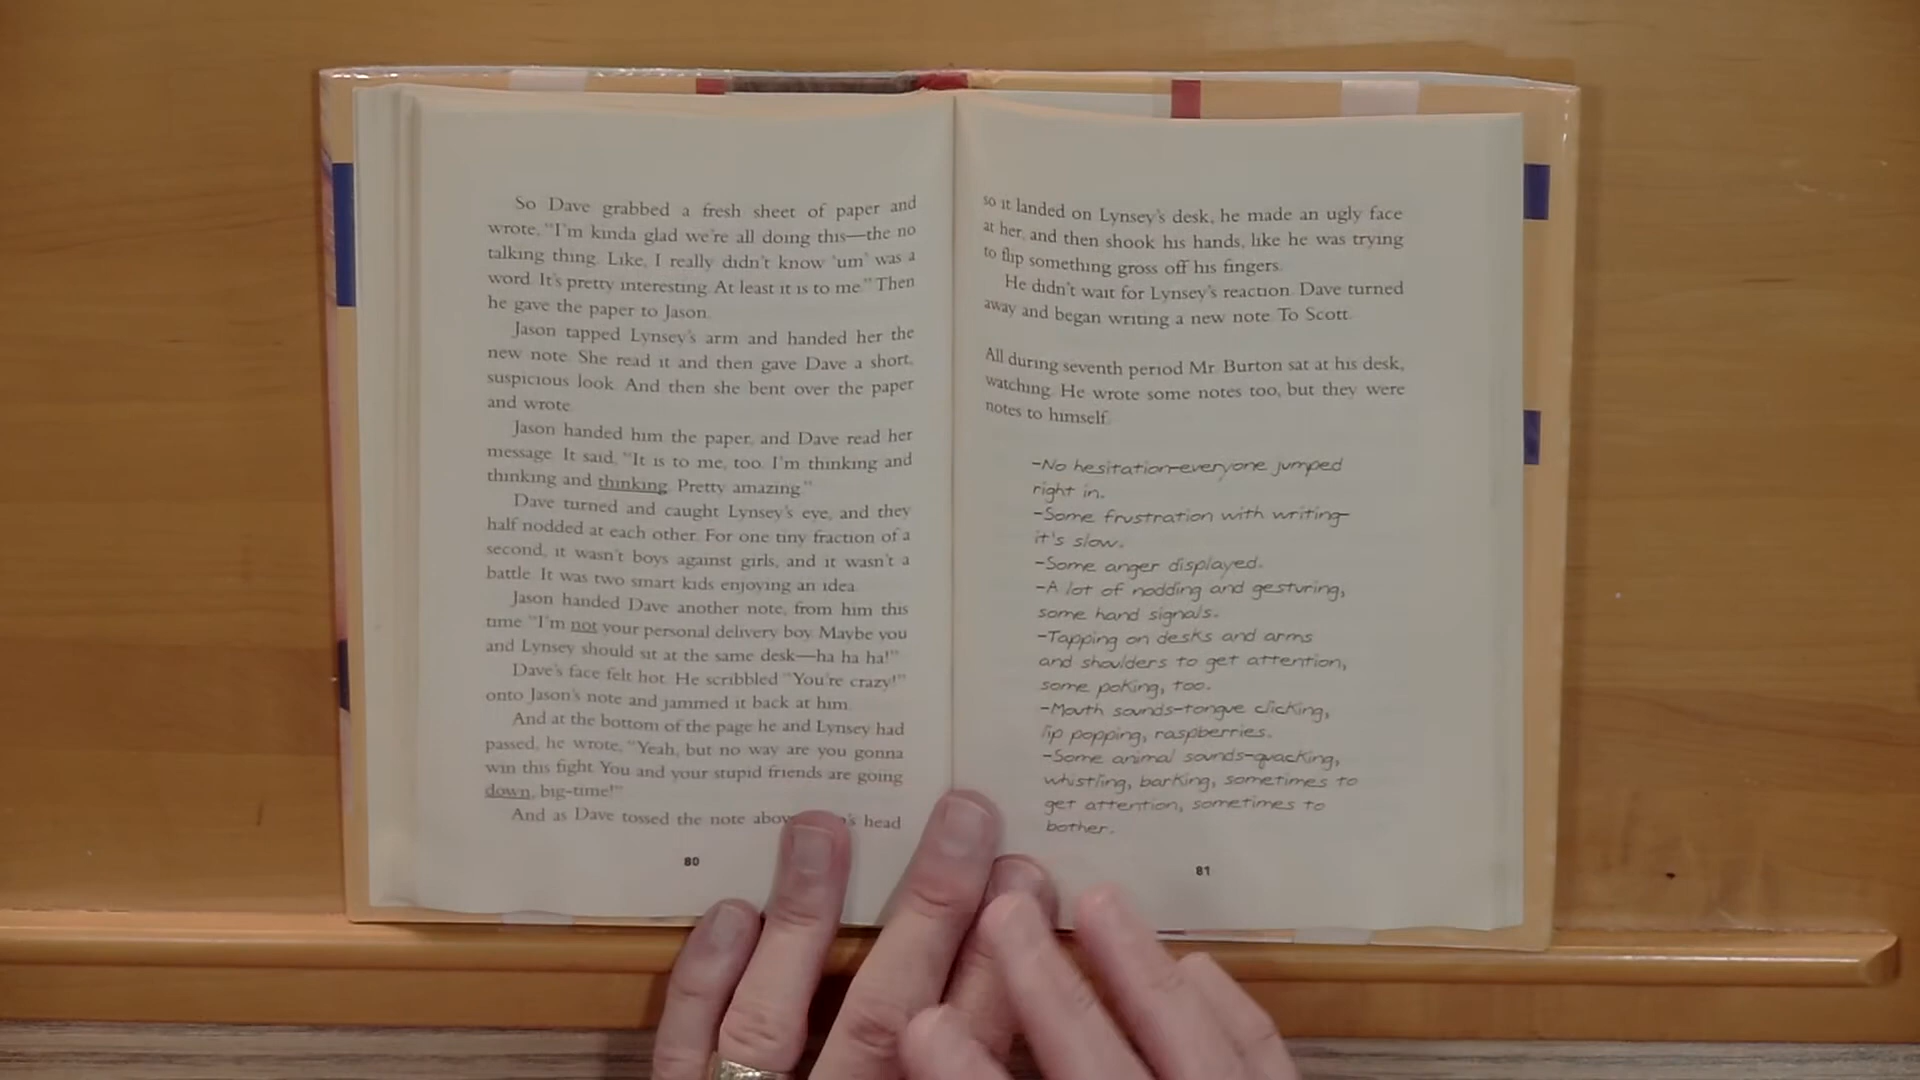 So Dave grabbed a fresh sheet of paper and
wrote, "I'm kinda glad we're all doing this—the no
talking thing. Like, I really didn't know 'um' was a
word. It's pretty interesting. At least it is to me." Then
he gave the paper to Jason.
Jason tapped Lynsey's arm and handed her the
new note. She read it and then gave Dave a short,
suspicious look. And then she bent over the paper
and wrote.
Jason handed him the paper, and Dave read her
message. It said, "It is to me, too. I'm thinking and
thinking and thinking. Pretty amazing."
Dave turned and caught Lynsey's eye, and they
half nodded at each other. For one tiny fraction of a
second, it wasn't boys against girls, and it wasn't a
battle. It was two smart kids enjoying an idea.
Jason handed Dave another note, from him this
time. "I'm not your personal delivery boy. Maybe you
and Lynsey should sit at the same desk—ha ha ha!"
Dave's face felt hot. He scribbled "You're crazy!"
onto Jason's note and jammed it back at him.
And at the bottom of the page he and Lynsey had
passed, he wrote, "Yeah, but no way are you gonna
win this fight. You and your stupid friends are going
down, big-time!"
And as Dave tossed the note above 's head
80
so it landed on Lynsey's desk, he made an ugly face
at her, and then shook his hands, like he was trying
to flip something gross off his fingers.
He didn't wait for Lynsey's reaction. Dave turned
away and began writing a new note. To Scott.
All during seventh period Mr. Burton sat at his desk,
watching. He wrote some notes too, but they were
notes to himself.
-No hesitation-everyone jumped
right in.
-Some frustration with writing-
it's slow.
-Some anger displayed.
-A lot of nodding and gesturing,
some hand signals.
-Tapping on desks and arms
and shoulders to get attention,
some poking, too.
-Mouth sounds-tongue clicking,
lip popping, raspberries.
-Some animal sounds-quacking,
whistling, barking, sometimes to
get attention, sometimes to
bother.
81